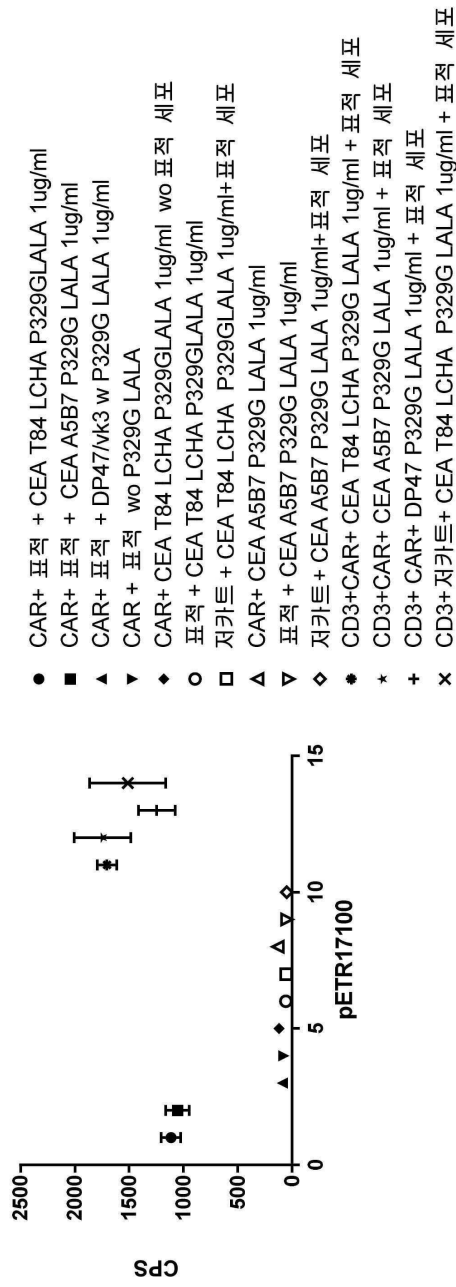 CPS
2500
2000
1500
1000
500
0
0
5
10
15
pETR17100
CAR+ 표적 + CEA T84 LCHA P329GLALA 1ug/ml
CAR+ 표적 + CEA A5B7 P329G LALA 1ug/ml
CAR+ 표적 + DP47/vk3 w P329G LALA 1ug/ml
CAR + 표적 wo P329G LALA
CAR+ CEA T84 LCHA P329GLALA 1ug/ml wo 표적 세포
표적 + CEA T84 LCHA P329GLALA 1ug/ml
저카트 + CEA T84 LCHA P329GLALA 1ug/ml+표적 세포
CAR+ CEA A5B7 P329G LALA 1ug/ml
표적 + CEA A5B7 P329G LALA 1ug/ml
저카트 + CEA A5B7 P329G LALA 1ug/ml+표적 세포
CD3+CAR+ CEA T84 LCHA P329G LALA 1ug/ml + 표적 세포
CD3+CAR+ CEA A5B7 P329G LALA 1ug/ml + 표적 세포
CD3+ CAR+ DP47 P329G LALA 1ug/ml + 표적 세포
CD3+저카트+ CEA T84 LCHA P329G LALA 1ug/ml + 표적 세포